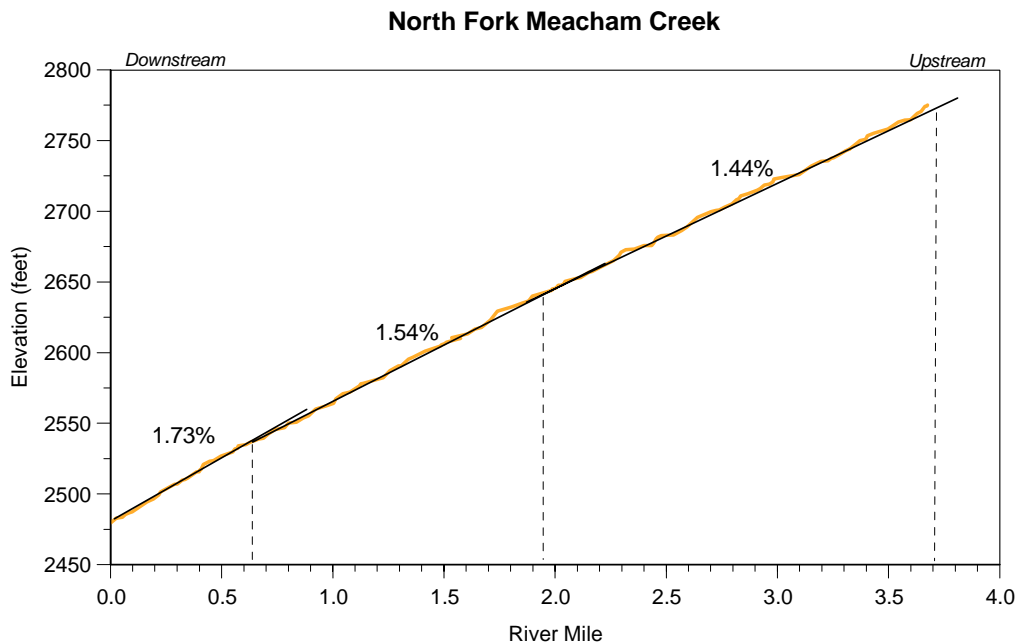 North Fork Meacham Creek
Downstream
Upstream
2800
2750
2700
2650
2600
2550
2500
2450
Elevation (feet)
1.44%
1.54%
1.73%
0.0 0.5 1.0 1.5 2.0 2.5 3.0 3.5 4.0
River Mile